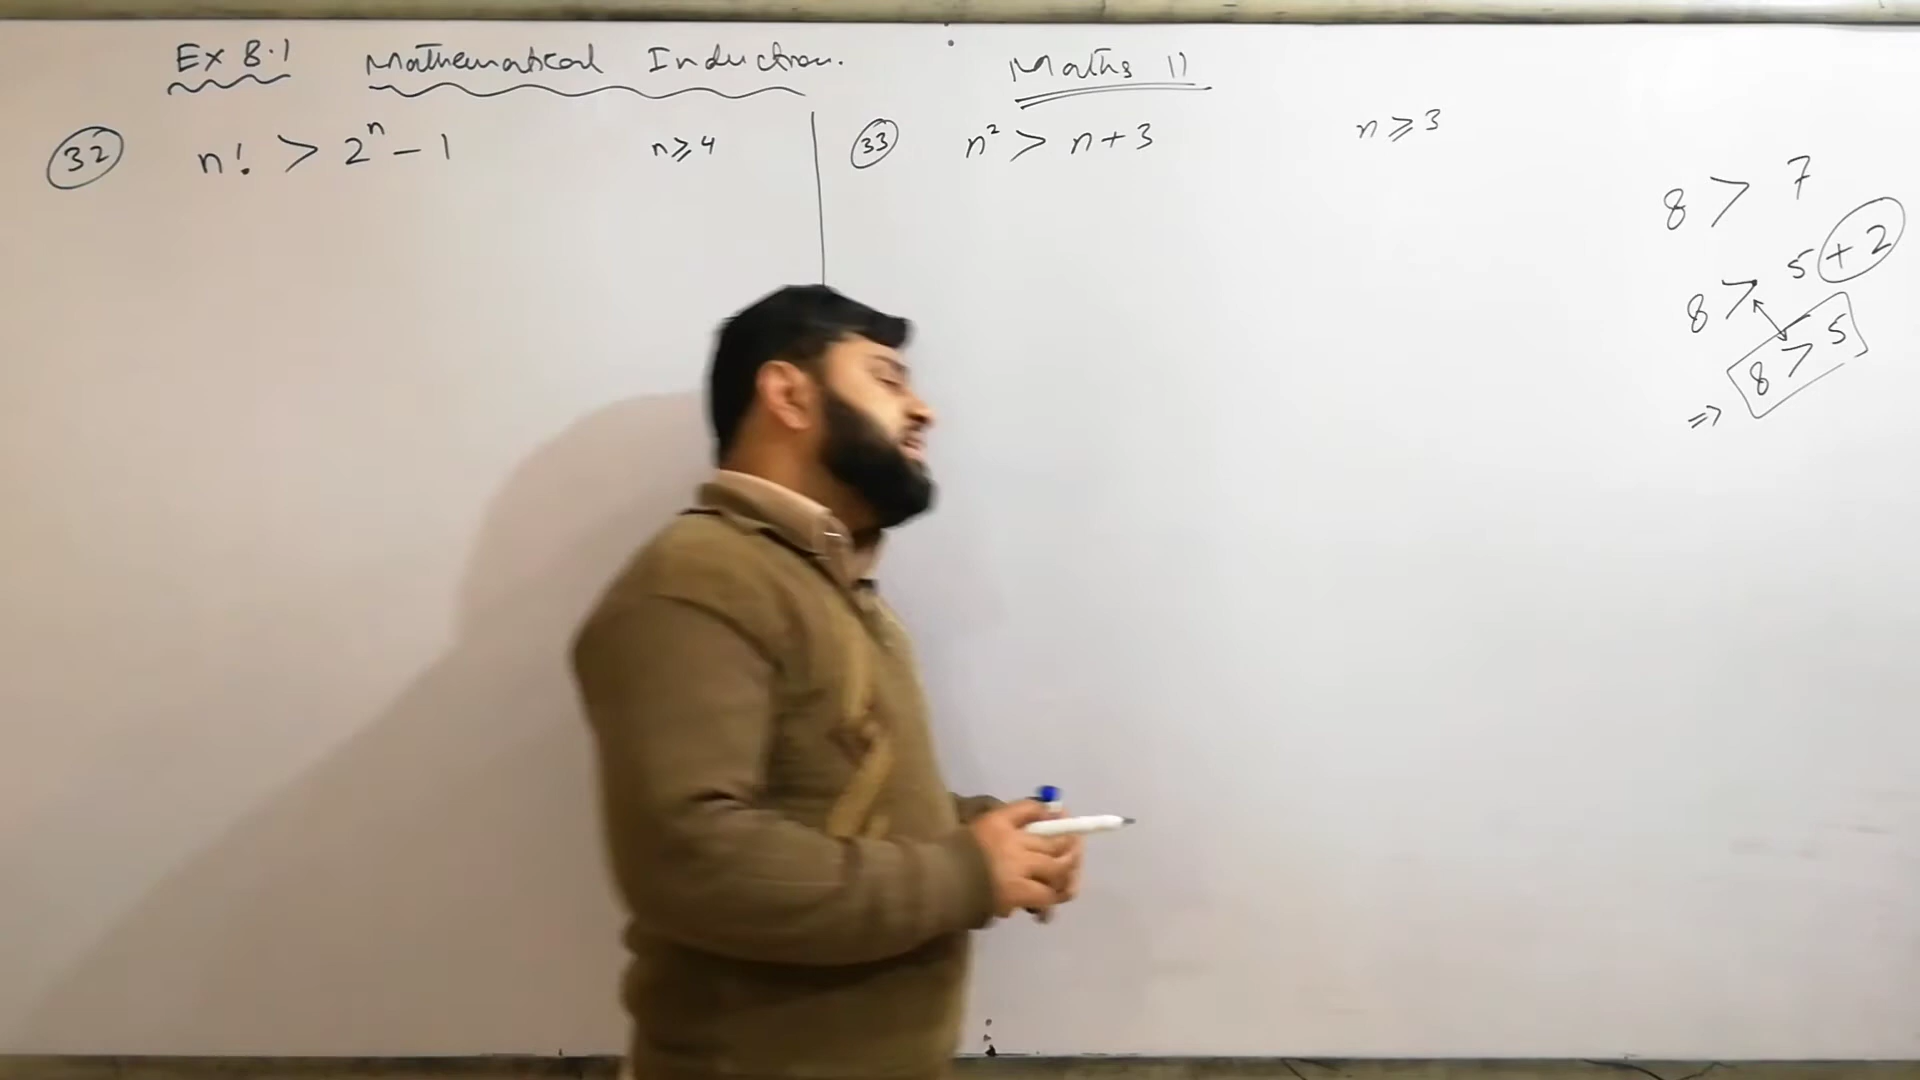 Ex 8.1 Mathematical Induction. Maths 11
32 n! > 2ⁿ - 1 n ≥ 4
33 n² > n + 3 n ≥ 3
8 > 7
8 > 5 + 2
⇒ 8 > 5